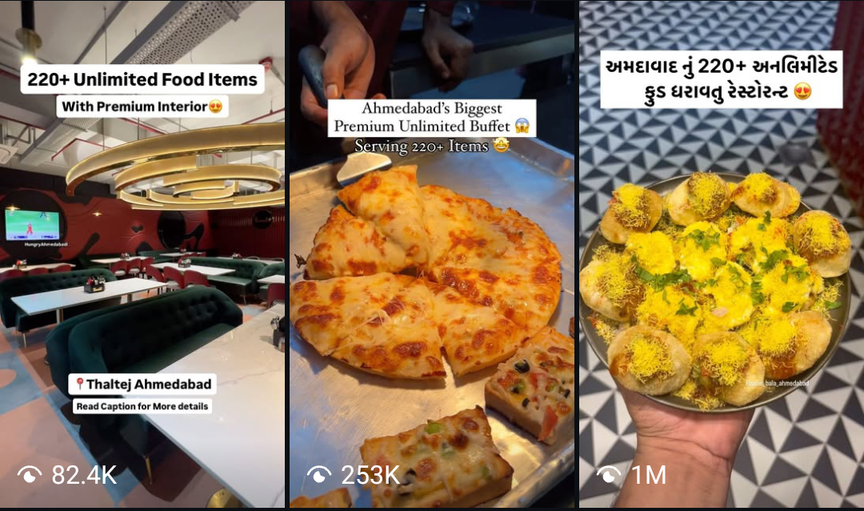 220+ Unlimited Food Items
With Premium Interior😍
HungryAhmedabad
📍Thaltej Ahmedabad
Read Caption for More details
82.4K
Ahmedabad's Biggest
Premium Unlimited Buffet 😱
Serving 220+ Items 🤩
253K
અમદાવાદ નું 220+ અનલિમીટેડ
ફુડ ધરાવતુ રેસ્ટોરન્ટ 😍
1M